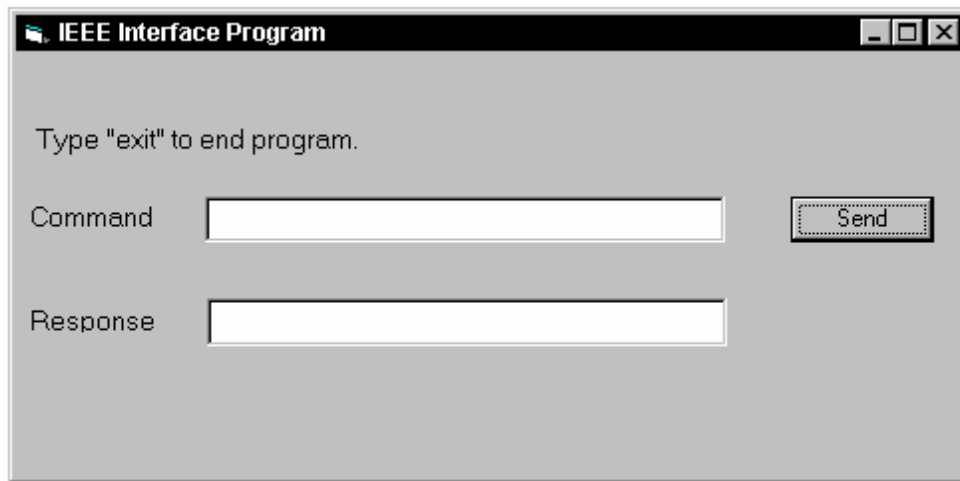 IEEE Interface Program
Type "exit" to end program.
Command
Send
Response